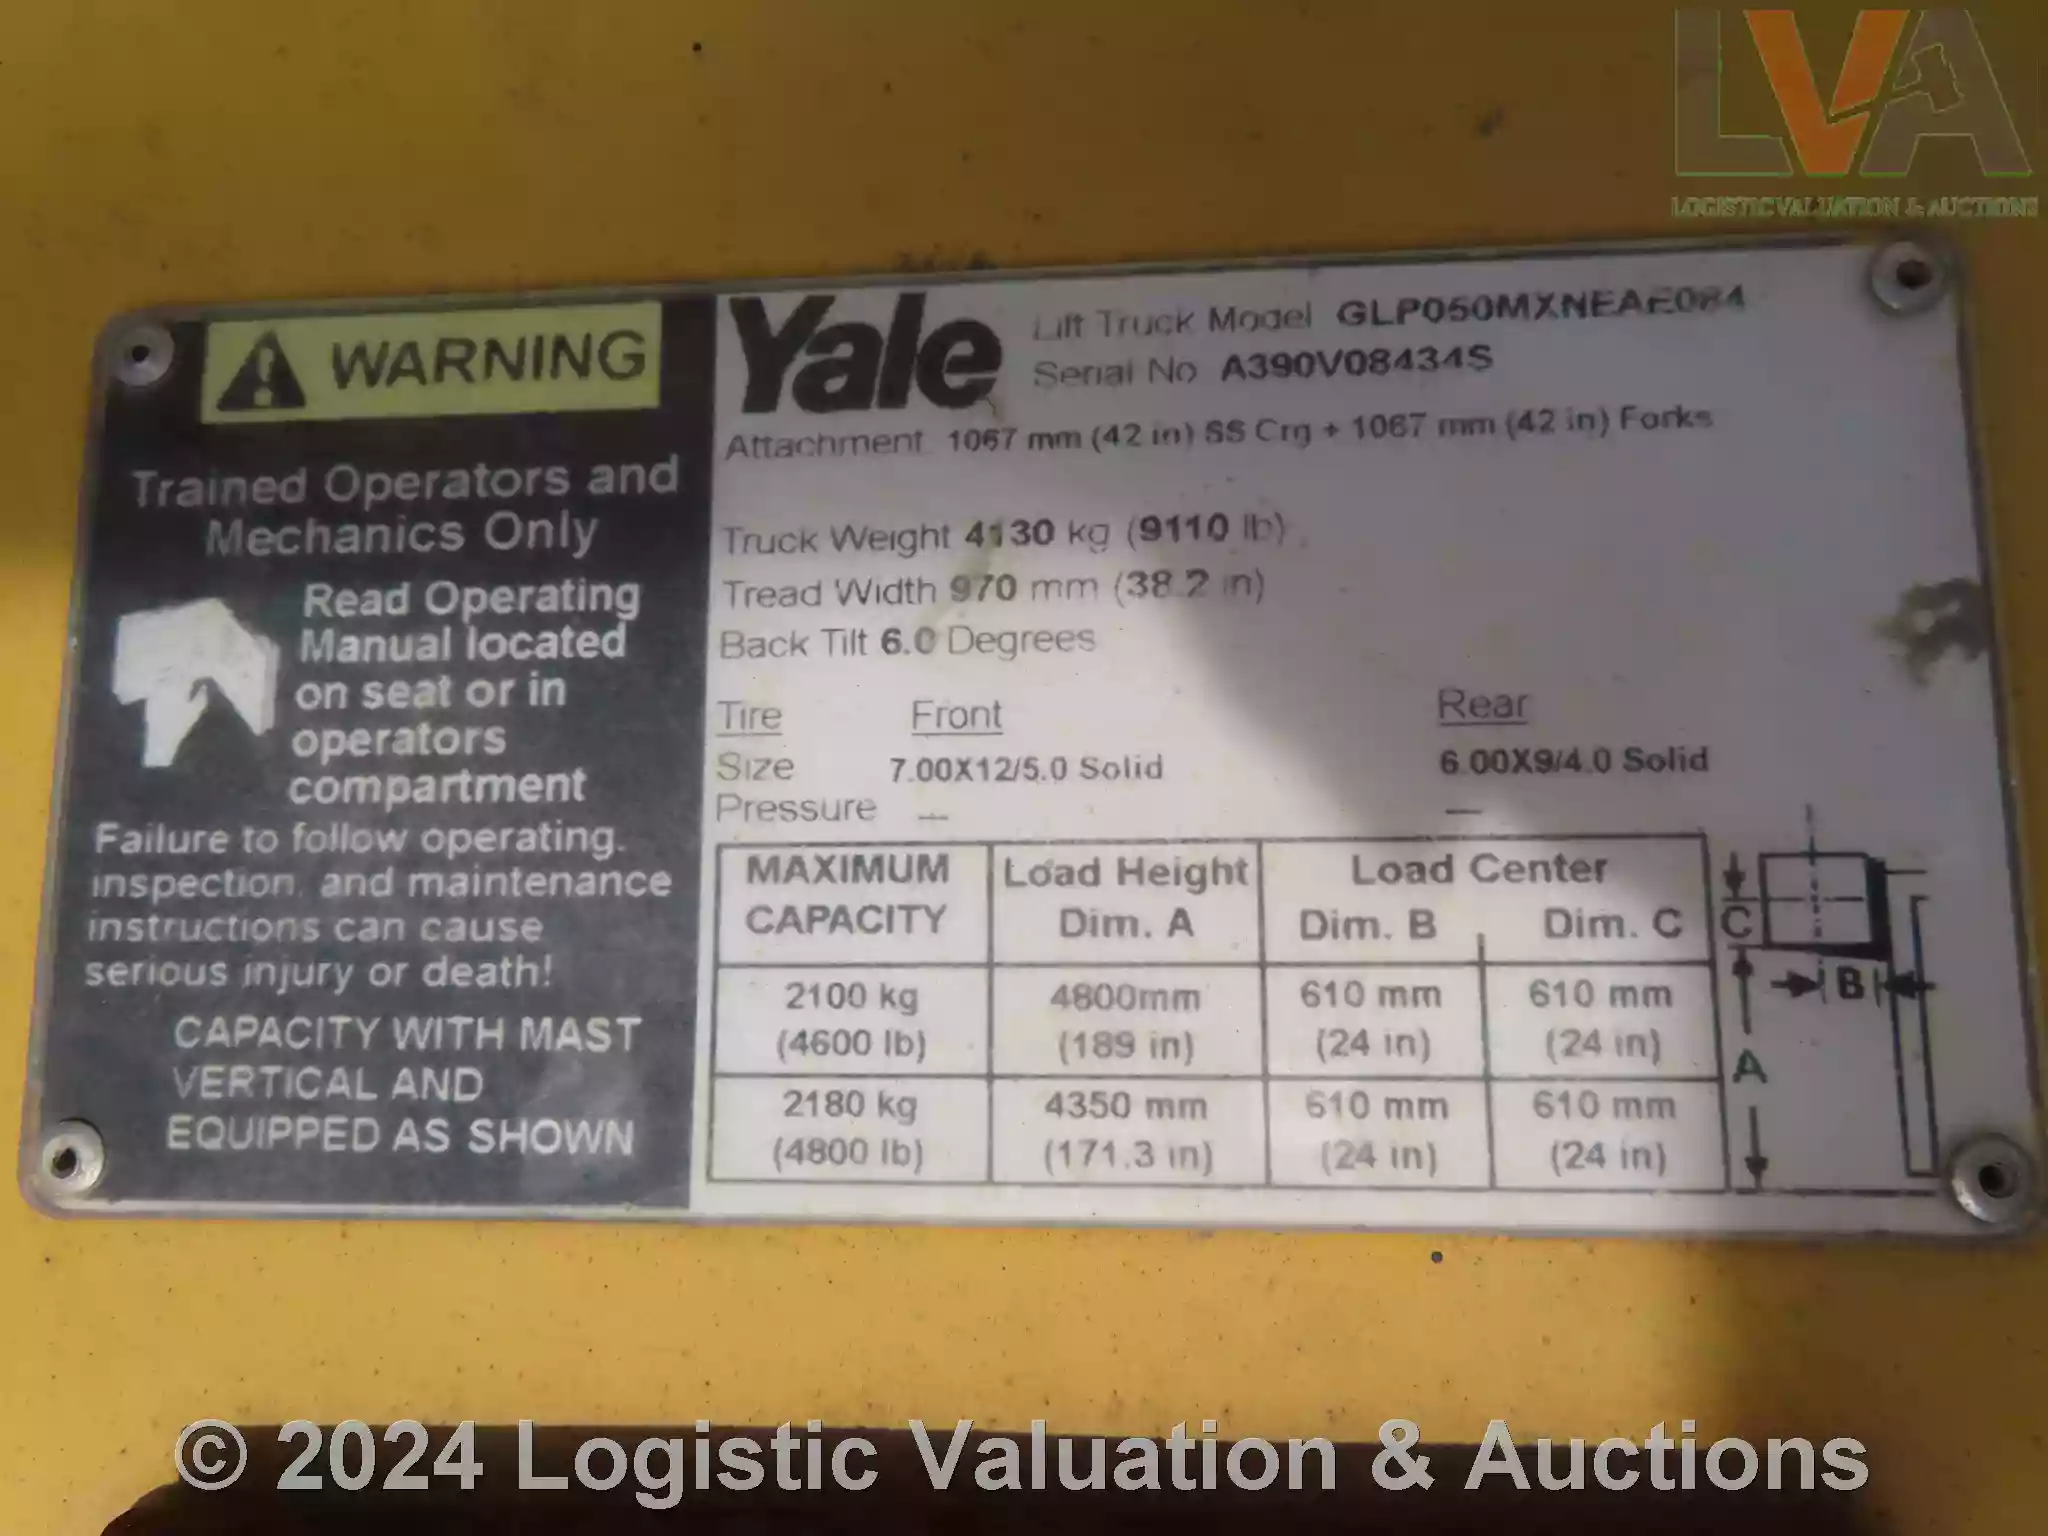 LVA
LOGISTIC VALUATION & AUCTIONS
WARNING
Trained Operators and
Mechanics Only
Read Operating
Manual located
on seat or in
operators
compartment
Failure to follow operating,
inspection, and maintenance
instructions can cause
serious injury or death!
CAPACITY WITH MAST
VERTICAL AND
EQUIPPED AS SHOWN
Yale
Lift Truck Model GLP050MXNEAE084
Serial No A390V08434S
Attachment 1067 mm (42 in) SS Crg + 1067 mm (42 in) Forks
Truck Weight 4130 kg (9110 lb)
Tread Width 970 mm (38.2 in)
Back Tilt 6.0 Degrees
Tire Front Rear
Size 7.00X12/5.0 Solid 6.00X9/4.0 Solid
Pressure — —
MAXIMUM Load Height Load Center
CAPACITY Dim. A Dim. B Dim. C
2100 kg 4800mm 610 mm 610 mm
(4600 lb) (189 in) (24 in) (24 in)
2180 kg 4350 mm 610 mm 610 mm
(4800 lb) (171.3 in) (24 in) (24 in)
C
B
A
© 2024 Logistic Valuation & Auctions